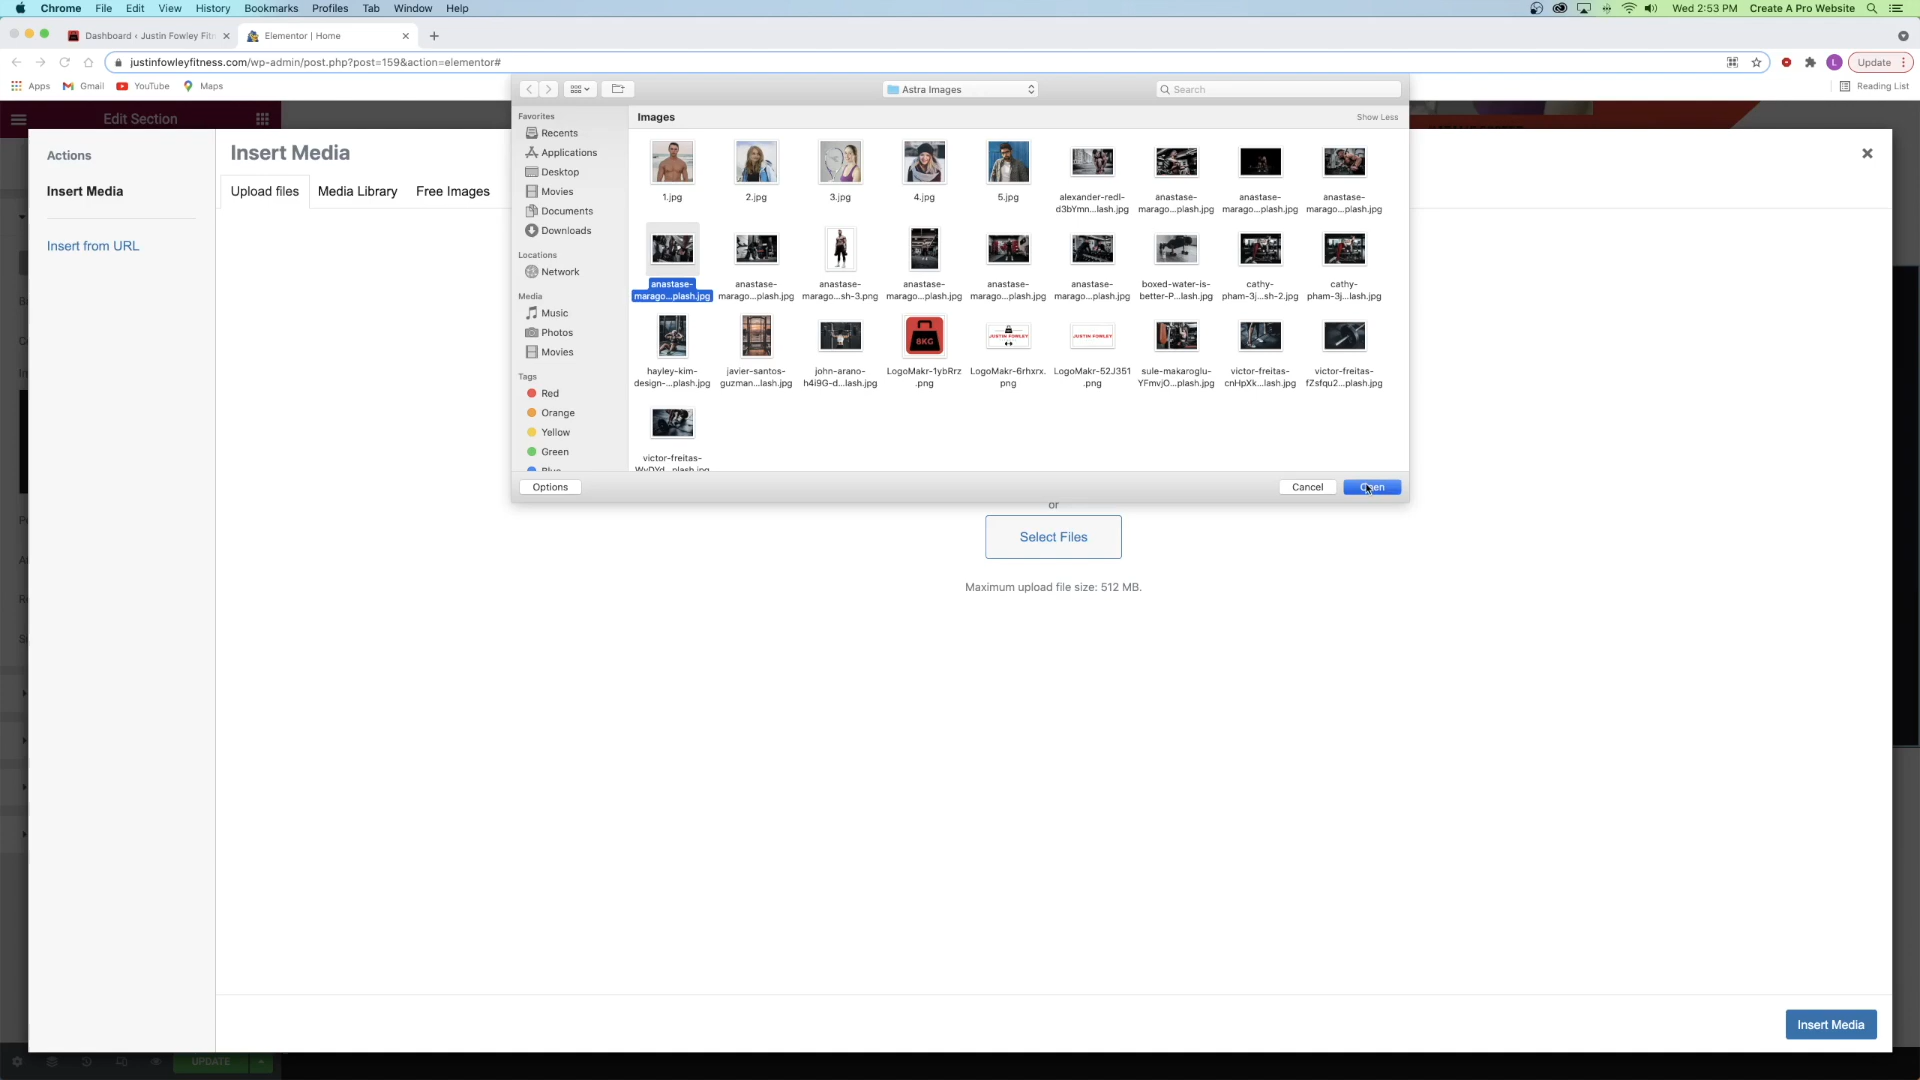 Chrome File Edit View History Bookmarks Profiles Tab Window Help
Wed 2:53 PM Create A Pro Website
Dashboard ‹ Justin Fowley Fit
Elementor | Home
justinfowleyfitness.com/wp-admin/post.php?post=159&action=elementor#
L
Update
Apps Gmail YouTube Maps
Reading List
Edit Section
Astra Images
Search
Favorites
Recents
Applications
Desktop
Movies
Documents
Downloads
Locations
Network
Media
Music
Photos
Movies
Tags
Red
Orange
Yellow
Green
Blue
Images
Show Less
1.jpg 2.jpg 3.jpg 4.jpg 5.jpg
alexander-redl-
d3bYmn...lash.jpg
anastase-
marago...plash.jpg
anastase-
marago...plash.jpg
anastase-
marago...plash.jpg
anastase-
marago...plash.jpg
anastase-
marago...plash.jpg
anastase-
marago...sh-3.png
anastase-
marago...plash.jpg
anastase-
marago...plash.jpg
anastase-
marago...plash.jpg
boxed-water-is-
better-P...lash.jpg
cathy-
pham-3j...sh-2.jpg
cathy-
pham-3j...lash.jpg
8KG
JUSTIN FOWLEY
JUSTIN FOWLEY
hayley-kim-
design-...plash.jpg
javier-santos-
guzman...lash.jpg
john-arano-
h4i9G-d...lash.jpg
LogoMakr-1ybRrz
.png
LogoMakr-6rhxrx.
png
LogoMakr-52J351
.png
sule-makaroglu-
YFmvjO...plash.jpg
victor-freitas-
cnHpXk...lash.jpg
victor-freitas-
fZsfqu2...plash.jpg
victor-freitas-
WvDYd...plash.jpg
Options
Cancel
Open
Actions
Insert Media
Insert from URL
Insert Media
Upload files Media Library Free Images
or
Select Files
Maximum upload file size: 512 MB.
Insert Media
UPDATE